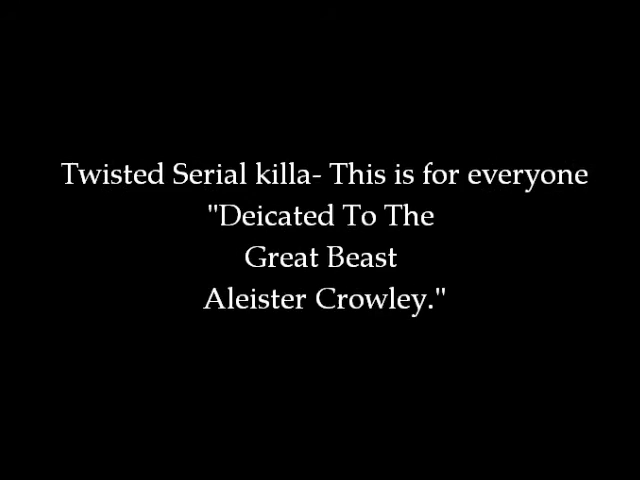 Twisted Serial killa- This is for everyone
"Deicated To The
Great Beast
Aleister Crowley."